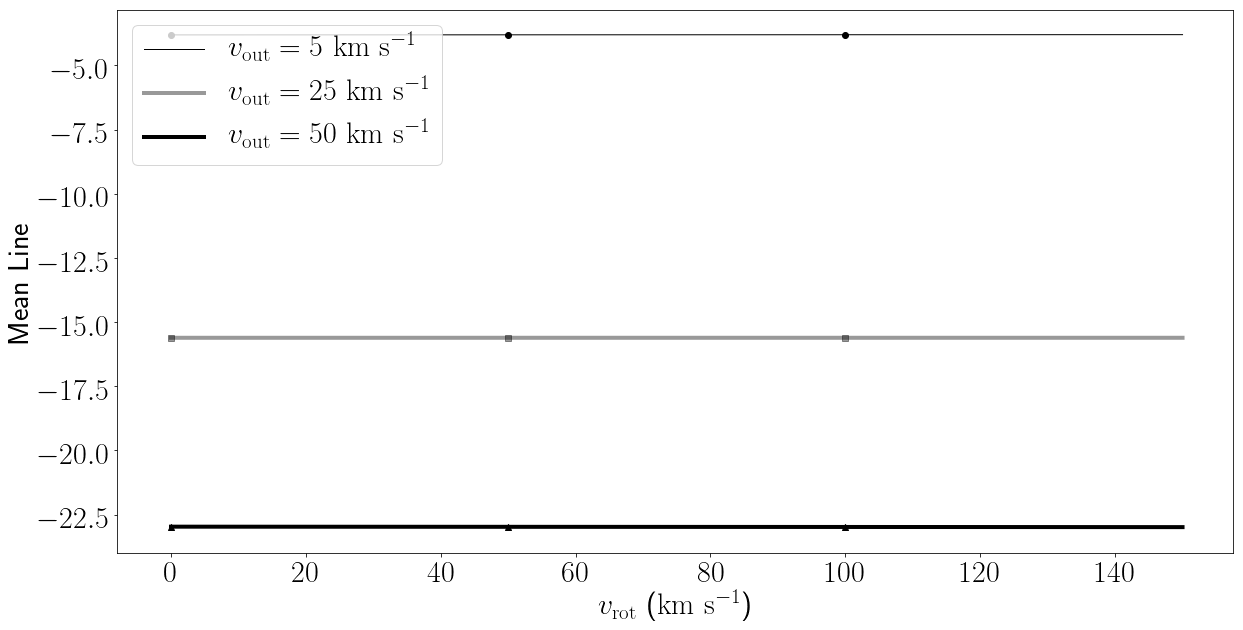 v_out = 5 km s^−1
v_out = 25 km s^−1
v_out = 50 km s^−1
−5.0
−7.5
−10.0
−12.5
−15.0
−17.5
−20.0
−22.5
Mean Line
0 20 40 60 80 100 120 140
v_rot (km s^−1)